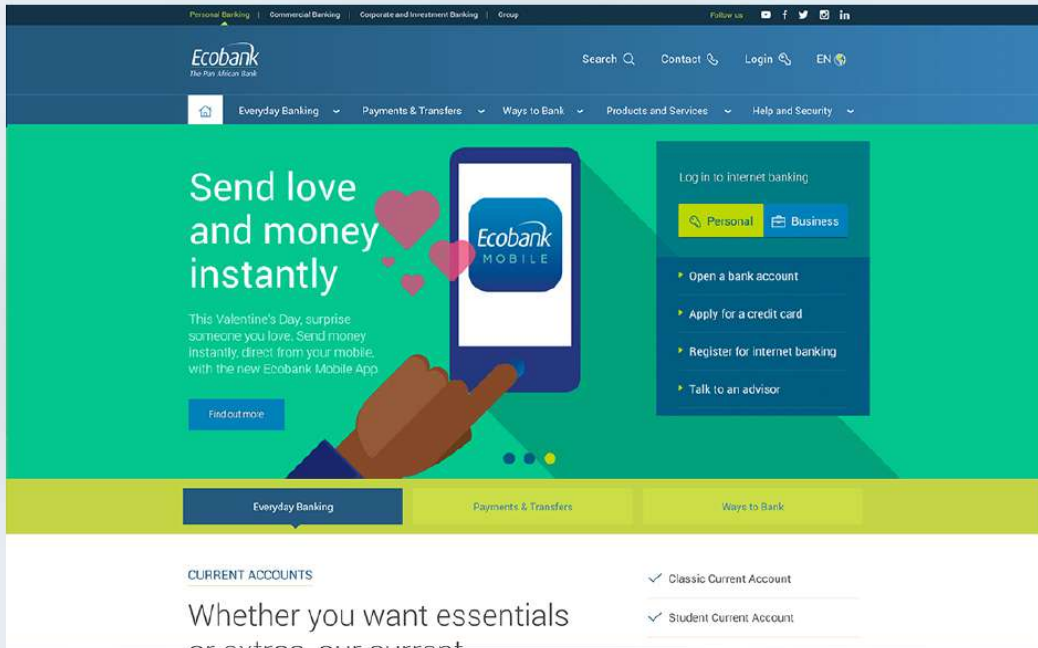 Personal Banking | Commercial Banking | Corporate and Investment Banking | Group
Follow us
Ecobank
The Pan African Bank
Search
Contact
Login
EN
Everyday Banking
Payments & Transfers
Ways to Bank
Products and Services
Help and Security
Send love
and money
instantly
This Valentine's Day, surprise
someone you love. Send money
instantly, direct from your mobile,
with the new Ecobank Mobile App
Find out more
Ecobank
MOBILE
Log in to internet banking
Personal
Business
Open a bank account
Apply for a credit card
Register for internet banking
Talk to an advisor
Everyday Banking
Payments & Transfers
Ways to Bank
CURRENT ACCOUNTS
Whether you want essentials
or extras, our current
Classic Current Account
Student Current Account